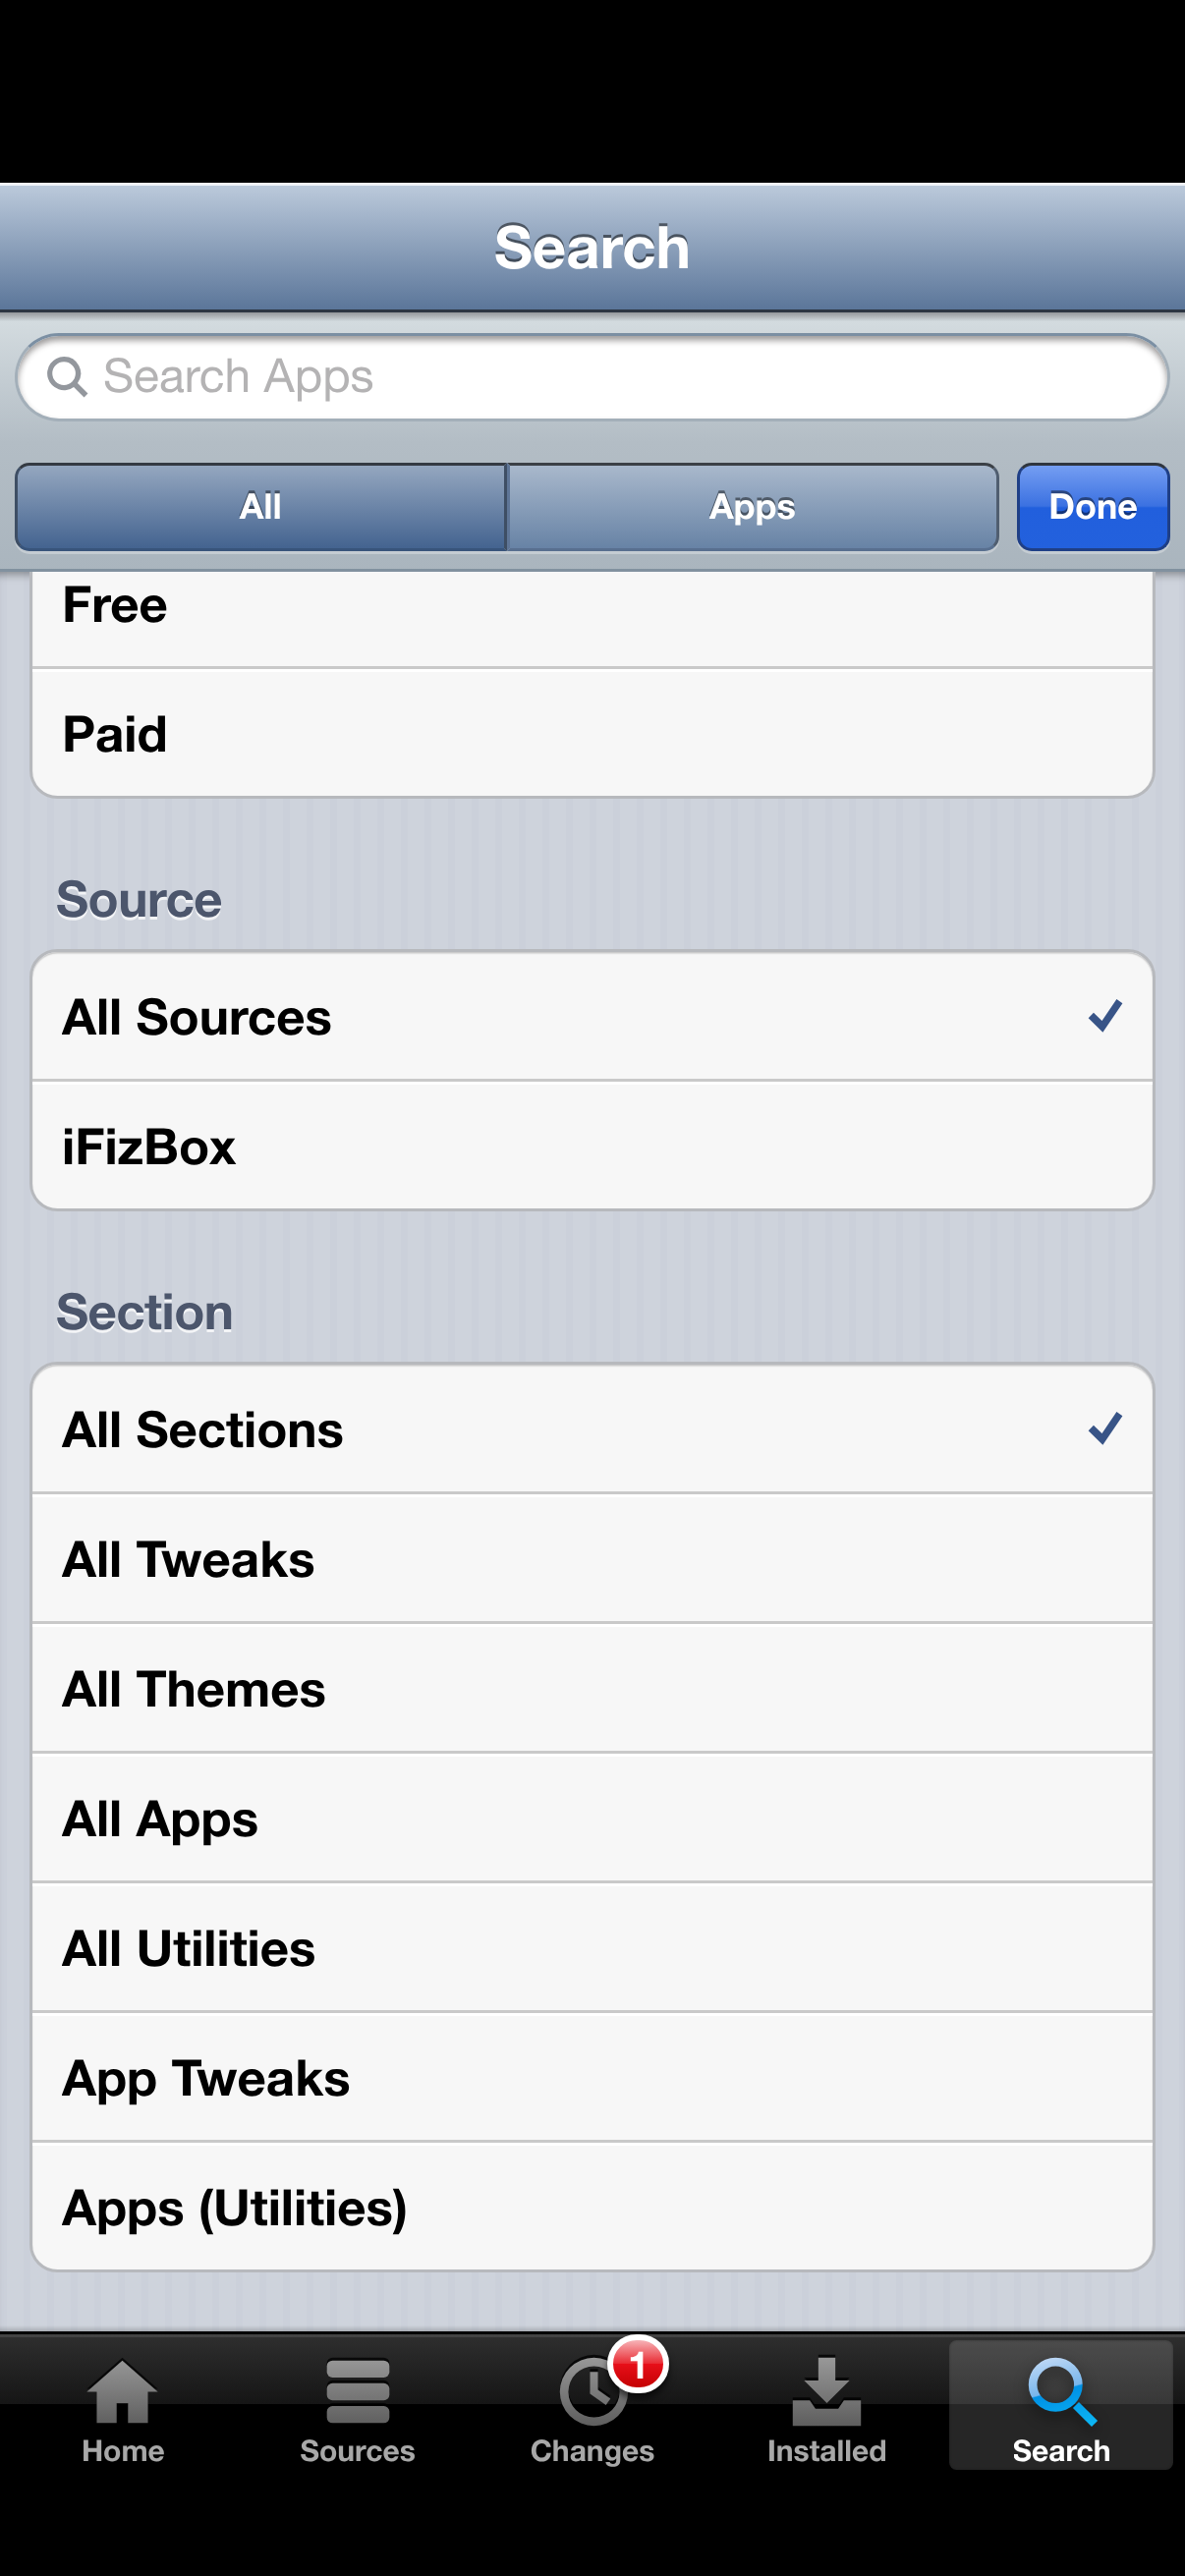 Search
Search Apps
All
Apps
Done
Free
Paid
Source
All Sources
iFizBox
Section
All Sections
All Tweaks
All Themes
All Apps
All Utilities
App Tweaks
Apps (Utilities)
1
Home
Sources
Changes
Installed
Search